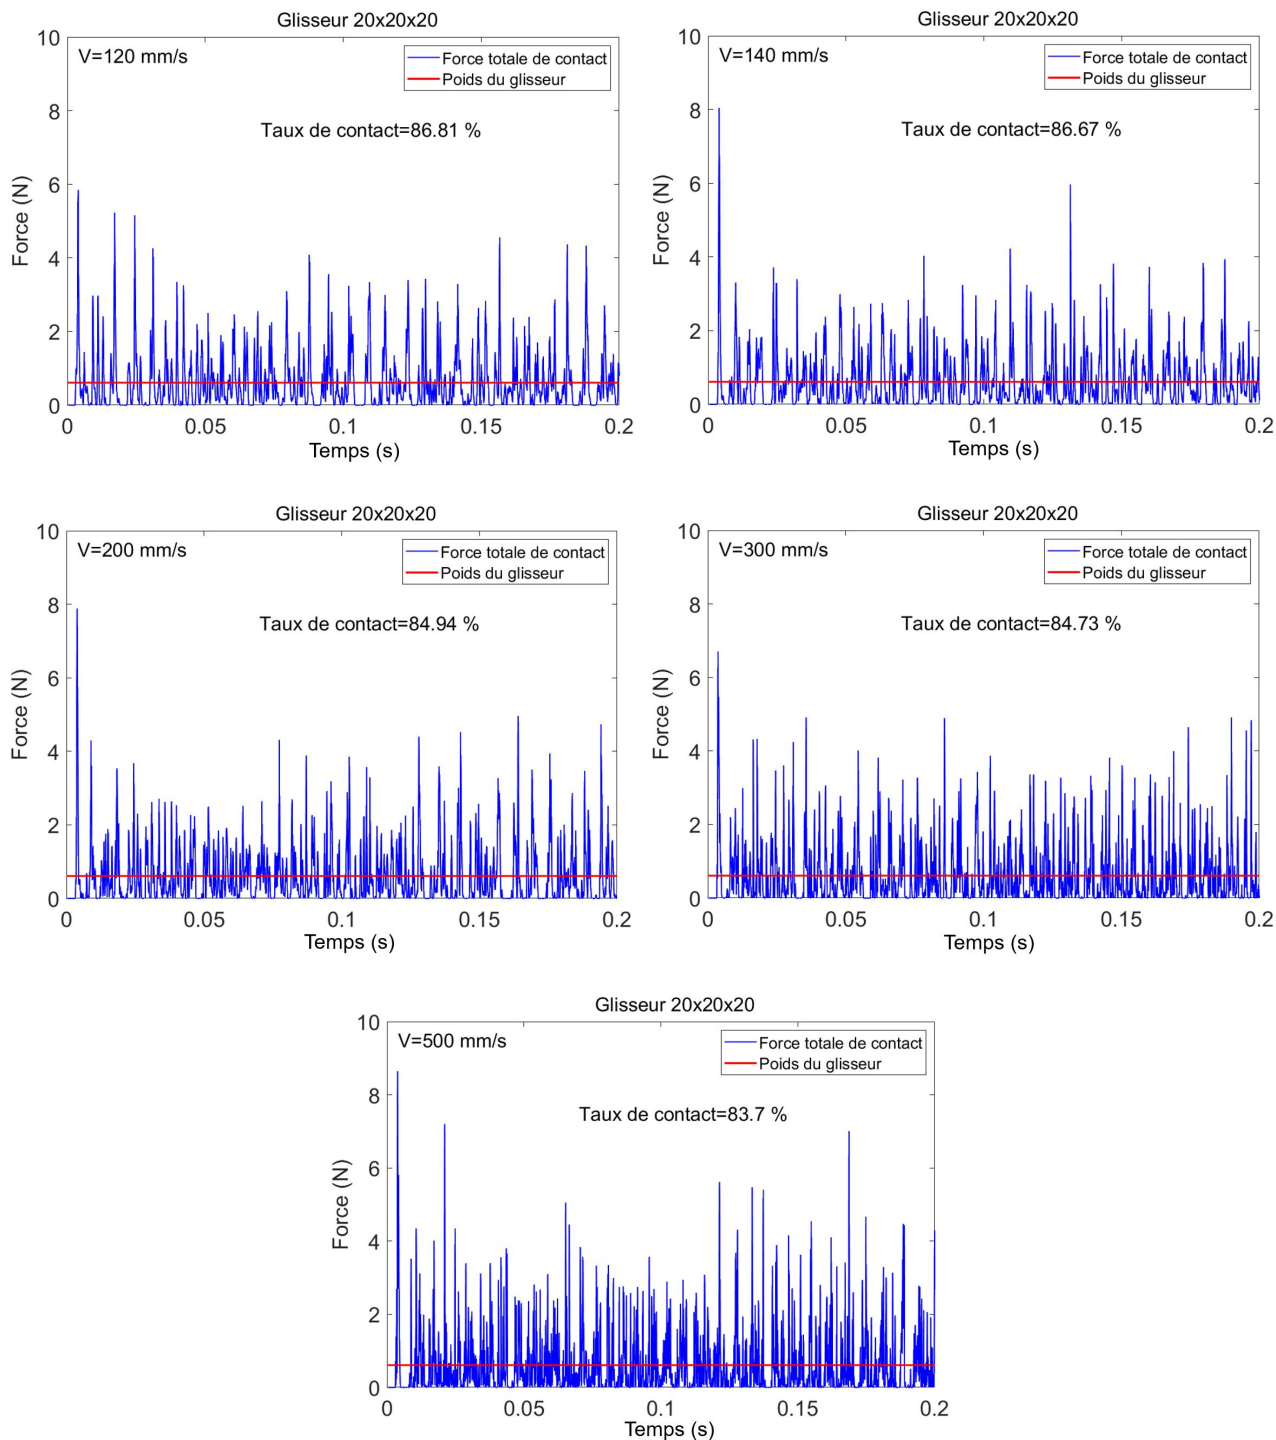 Glisseur 20x20x20
V=120 mm/s
Force totale de contact
Poids du glisseur
Taux de contact=86.81 %
Force (N)
10
8
6
4
2
0
0 0.05 0.1 0.15 0.2
Temps (s)
Glisseur 20x20x20
V=140 mm/s
Force totale de contact
Poids du glisseur
Taux de contact=86.67 %
Force (N)
10
8
6
4
2
0
0 0.05 0.1 0.15 0.2
Temps (s)
Glisseur 20x20x20
V=200 mm/s
Force totale de contact
Poids du glisseur
Taux de contact=84.94 %
Force (N)
10
8
6
4
2
0
0 0.05 0.1 0.15 0.2
Temps (s)
Glisseur 20x20x20
V=300 mm/s
Force totale de contact
Poids du glisseur
Taux de contact=84.73 %
Force (N)
10
8
6
4
2
0
0 0.05 0.1 0.15 0.2
Temps (s)
Glisseur 20x20x20
V=500 mm/s
Force totale de contact
Poids du glisseur
Taux de contact=83.7 %
Force (N)
10
8
6
4
2
0
0 0.05 0.1 0.15 0.2
Temps (s)